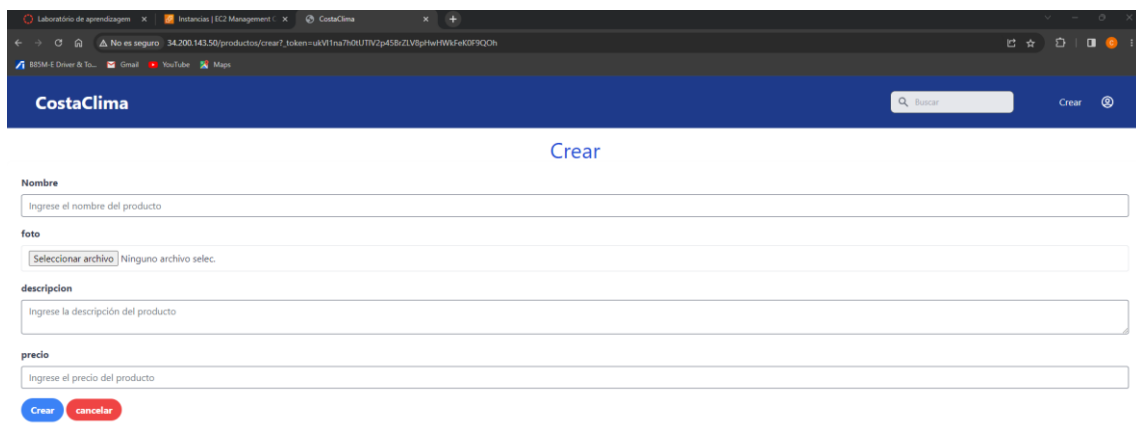 Laboratório de aprendizagem
Instancias | EC2 Management C
CostaClima
No es seguro 34.200.143.50/productos/crear?_token=ukVl1na7h0tUTlV2p45BrZLV8pHwHWkFeK0F9QOh
B85M-E Driver & To...
Gmail
YouTube
Maps
CostaClima
Buscar
Crear
Crear
Nombre
Ingrese el nombre del producto
foto
Seleccionar archivo Ninguno archivo selec.
descripcion
Ingrese la descripción del producto
precio
Ingrese el precio del producto
Crear
cancelar